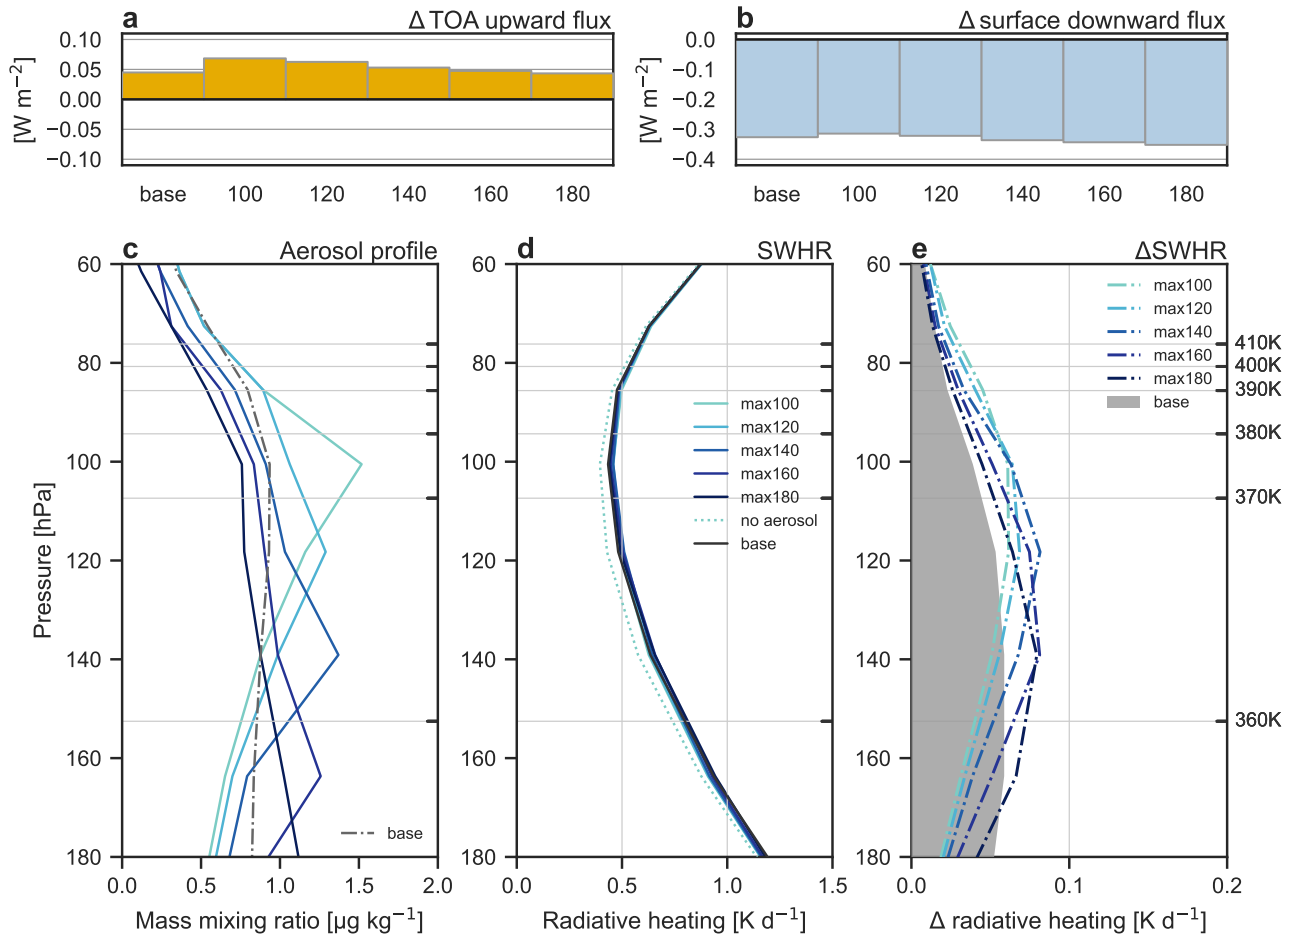 a Δ TOA upward flux
b Δ surface downward flux
[W m−2]
0.10
0.05
0.00
−0.05
−0.10
base 100 120 140 160 180
[W m−2]
0.0
−0.1
−0.2
−0.3
−0.4
base 100 120 140 160 180
c Aerosol profile
Pressure [hPa]
60
80
100
120
140
160
180
base
0.0 0.5 1.0 1.5 2.0
Mass mixing ratio [μg kg−1]
d SWHR
60
80
100
120
140
160
180
max100
max120
max140
max160
max180
no aerosol
base
0.0 0.5 1.0 1.5
Radiative heating [K d−1]
e ΔSWHR
60
80
100
120
140
160
180
max100
max120
max140
max160
max180
base
410K
400K
390K
380K
370K
360K
0.0 0.1 0.2
Δ radiative heating [K d−1]